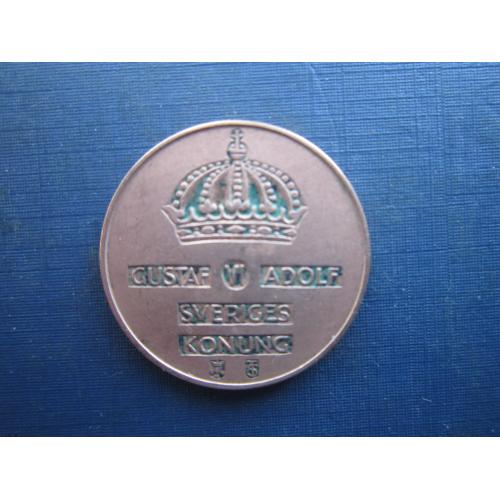 GUSTAF VI ADOLF
SVERIGES
KONUNG